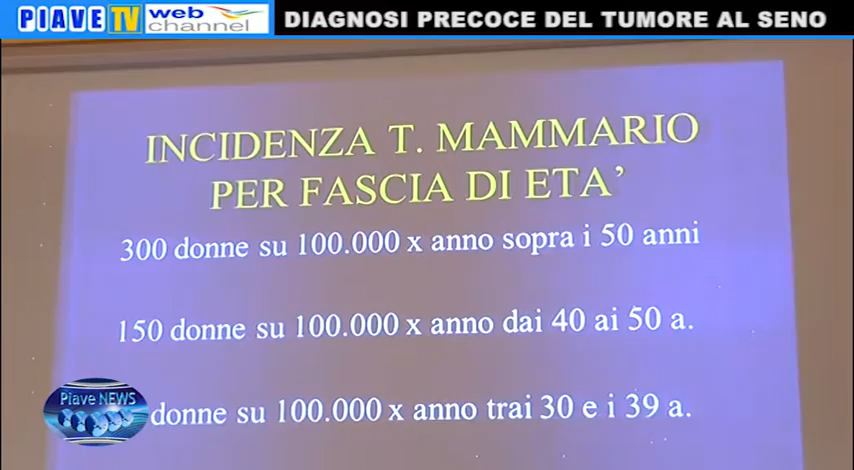 PIAVE TV web channel DIAGNOSI PRECOCE DEL TUMORE AL SENO
INCIDENZA T. MAMMARIO
PER FASCIA DI ETA'
300 donne su 100.000 x anno sopra i 50 anni
150 donne su 100.000 x anno dai 40 ai 50 a.
donne su 100.000 x anno trai 30 e i 39 a.
Piave NEWS